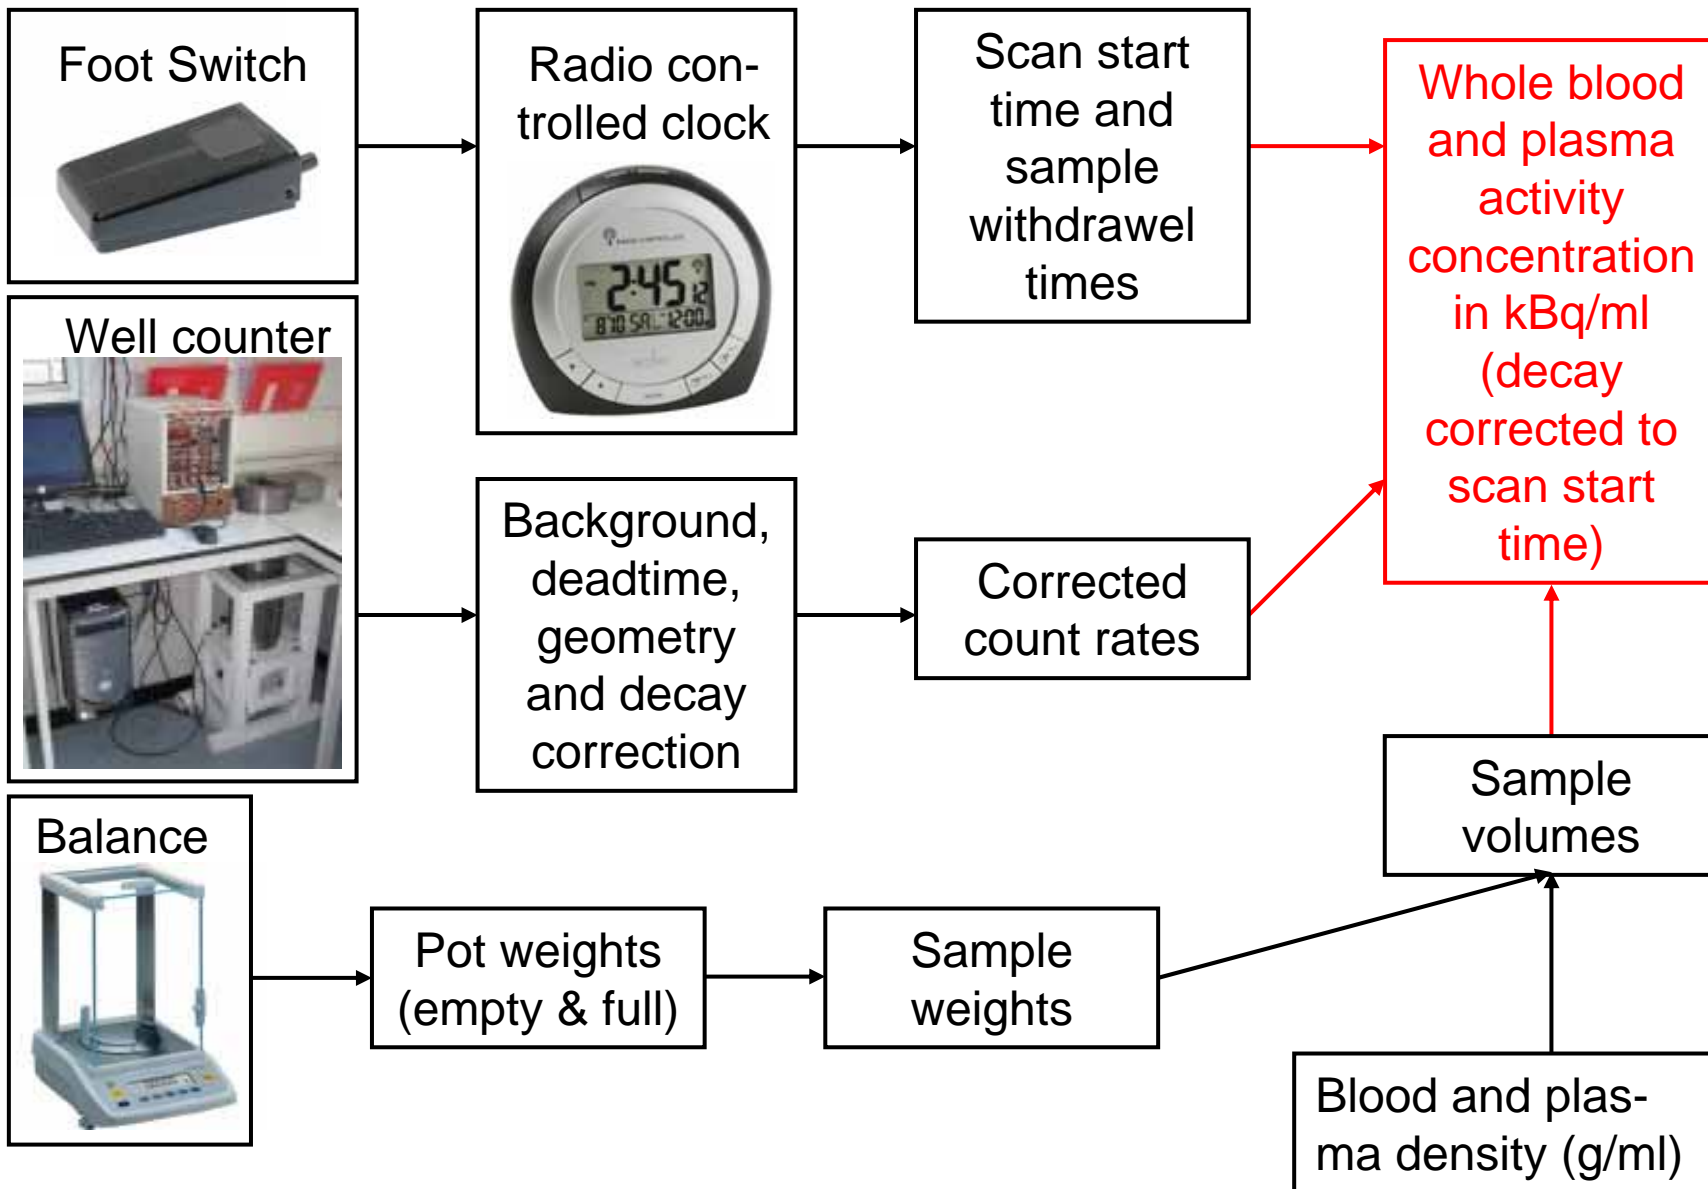 Foot Switch
Radio con-
trolled clock
2:45 12
Scan start
time and
sample
withdrawel
times
Whole blood
and plasma
activity
concentration
in kBq/ml
(decay
corrected to
scan start
time)
Well counter
Background,
deadtime,
geometry
and decay
correction
Corrected
count rates
Sample
volumes
Balance
Pot weights
(empty & full)
Sample
weights
Blood and plas-
ma density (g/ml)